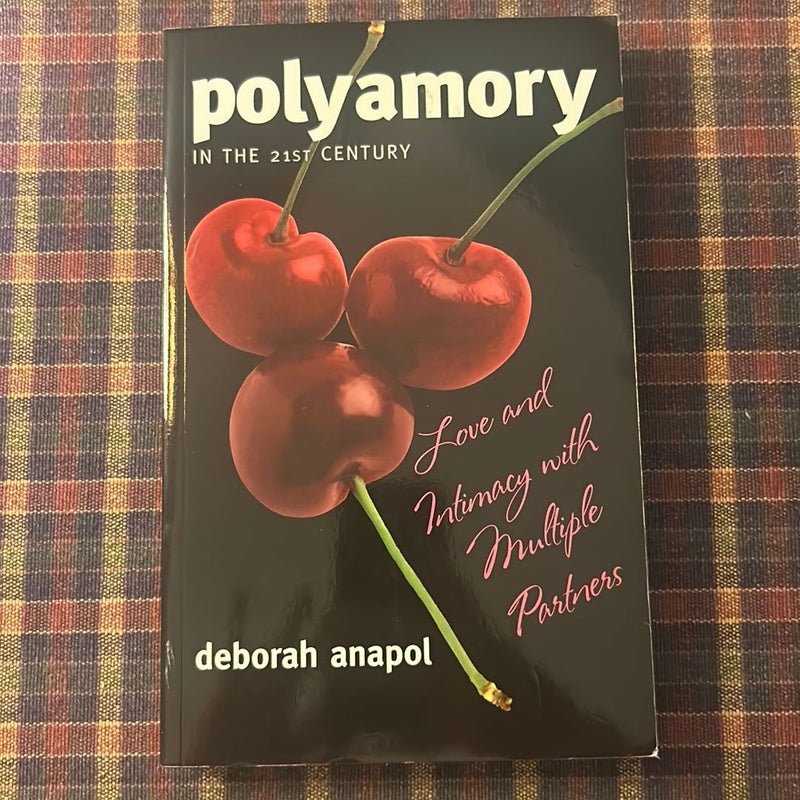 polyamory
IN THE 21ST CENTURY
Love and
Intimacy with
Multiple
Partners
deborah anapol